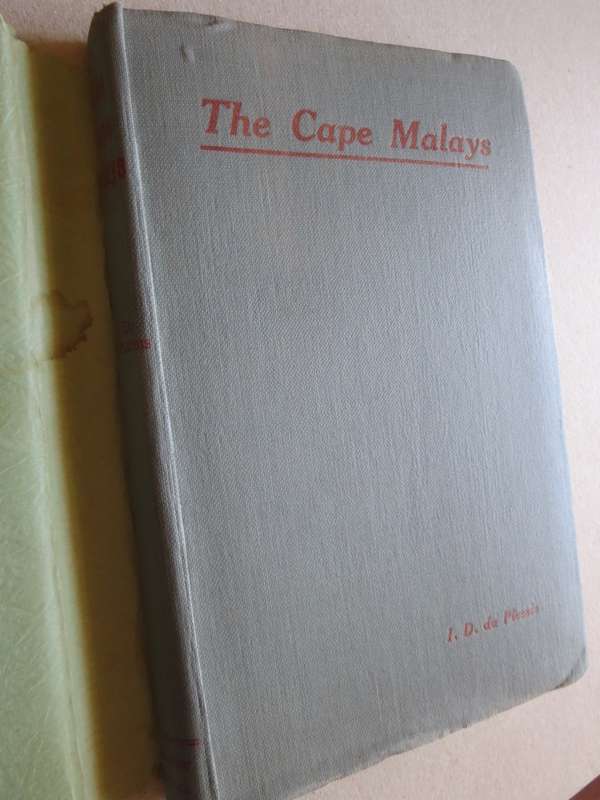 The Cape Malays
I. D. du Plessis